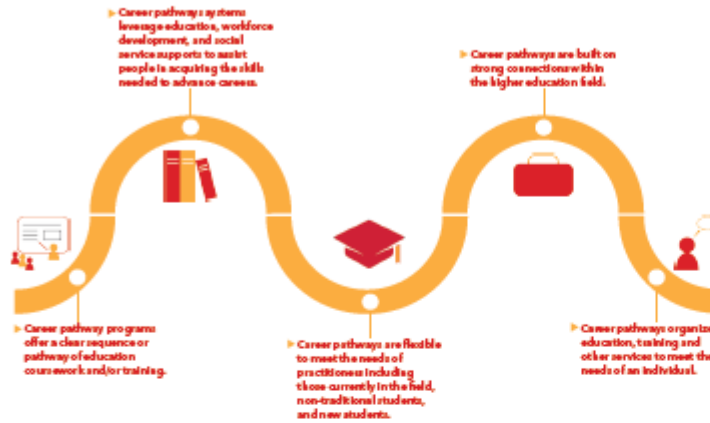 Career pathways systems
leverage education, workforce
development, and social
service supports to assist
people in acquiring the skills
needed to advance careers.
Career pathways are built on
strong connections within
the higher education field.
Career pathway programs
offer a clear sequence or
pathway of education
coursework and/or training.
Career pathways are flexible
to meet the needs of
practitioners including
those currently in the field,
non-traditional students,
and new students.
Career pathways organize
education, training and
other services to meet the
needs of an individual.